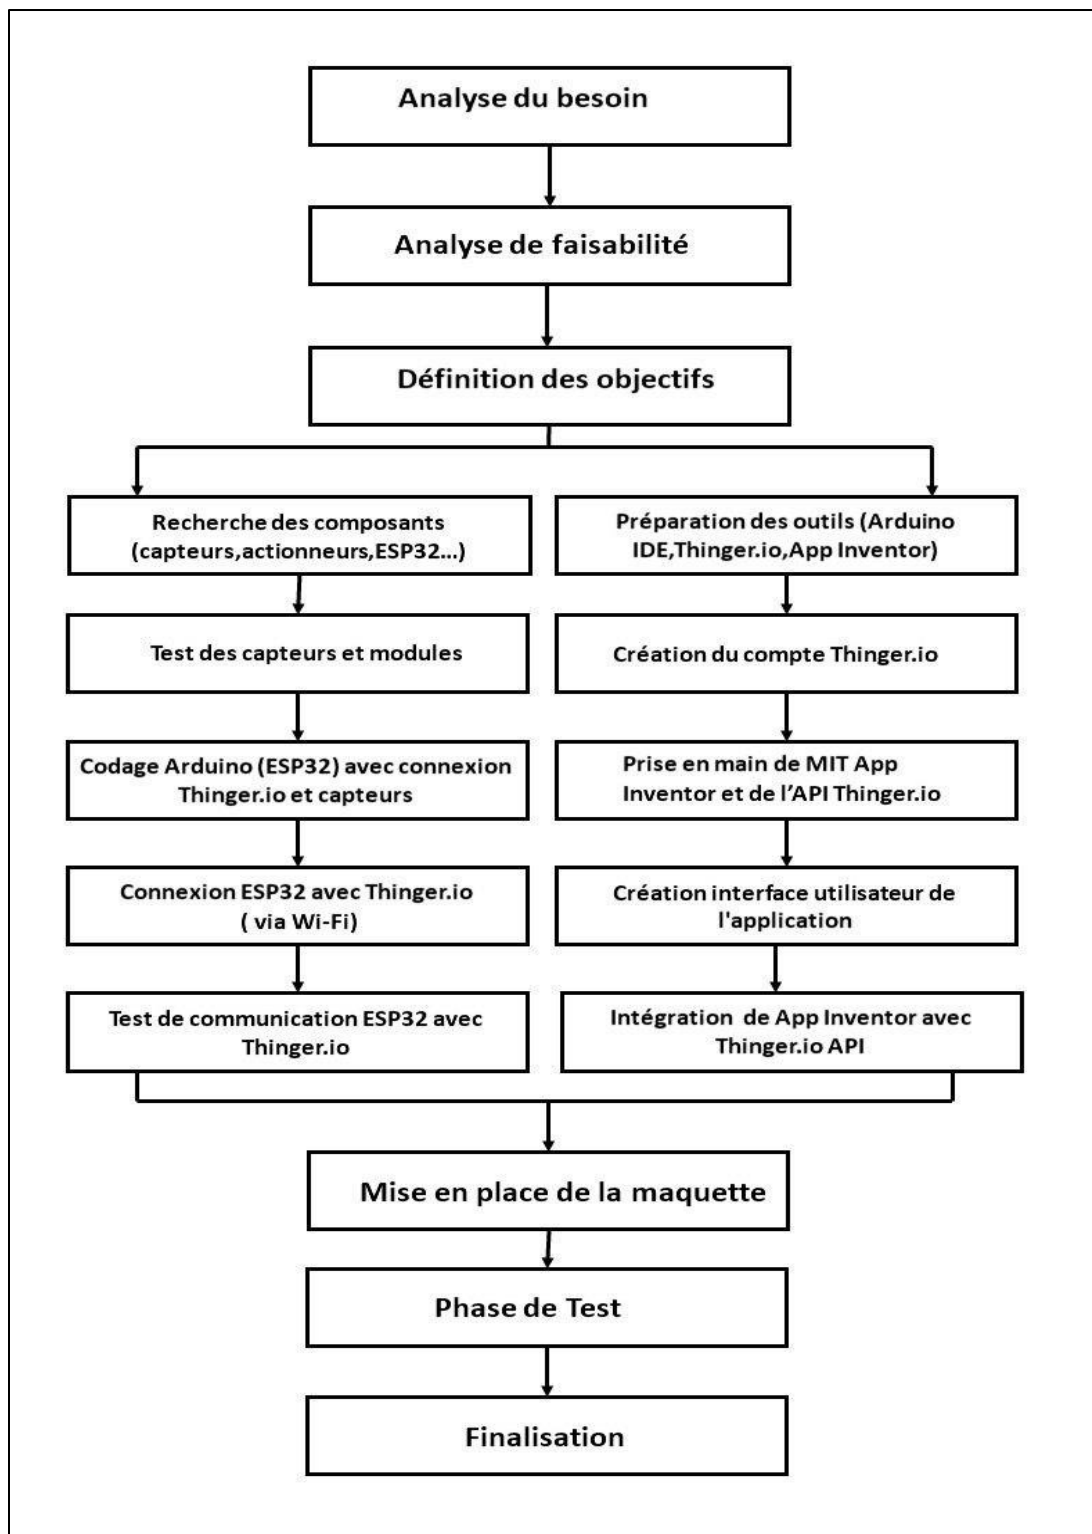 Analyse du besoin
Analyse de faisabilité
Définition des objectifs
Recherche des composants
(capteurs,actionneurs,ESP32...)
Test des capteurs et modules
Codage Arduino (ESP32) avec connexion
Thinger.io et capteurs
Connexion ESP32 avec Thinger.io
( via Wi-Fi)
Test de communication ESP32 avec
Thinger.io
Préparation des outils (Arduino
IDE,Thinger.io,App Inventor)
Création du compte Thinger.io
Prise en main de MIT App
Inventor et de l’API Thinger.io
Création interface utilisateur de
l'application
Intégration de App Inventor avec
Thinger.io API
Mise en place de la maquette
Phase de Test
Finalisation